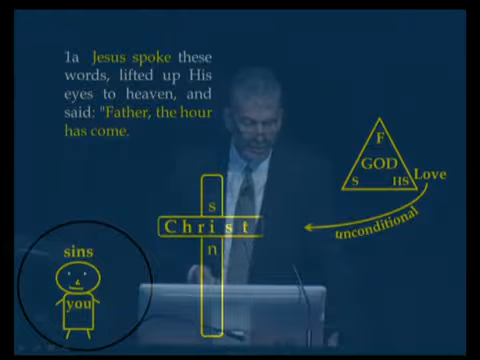 1a Jesus spoke these
words, lifted up His
eyes to heaven, and
said: "Father, the hour
has come.
F
GOD
S HS
Love
unconditional
s
Christ
n
sins
you